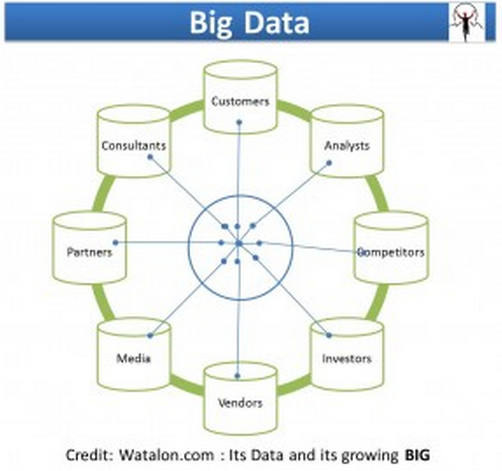 Big Data
Customers
Consultants
Analysts
Partners
Competitors
Media
Investors
Vendors
Credit: Watalon.com : Its Data and its growing BIG